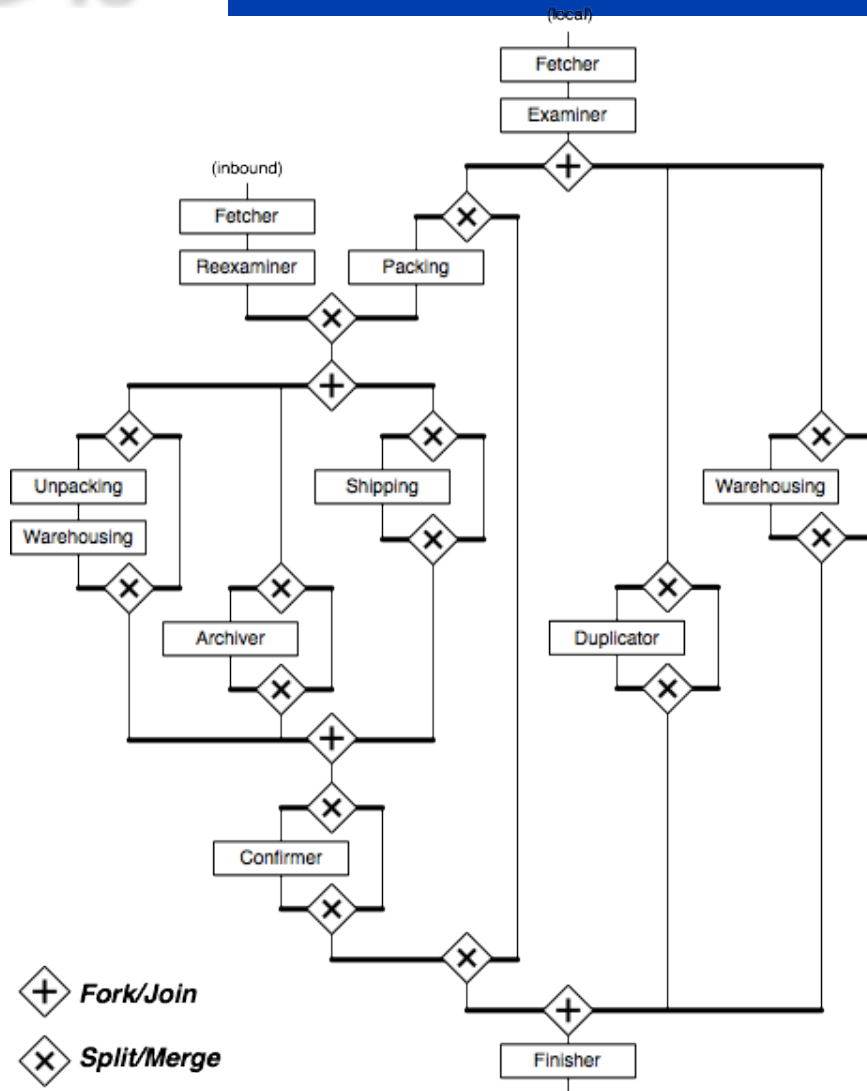 (local)
Fetcher
Examiner
(inbound)
Fetcher
Reexaminer
Packing
Unpacking
Shipping
Warehousing
Warehousing
Archiver
Duplicator
Confirmer
Fork/Join
Split/Merge
Finisher